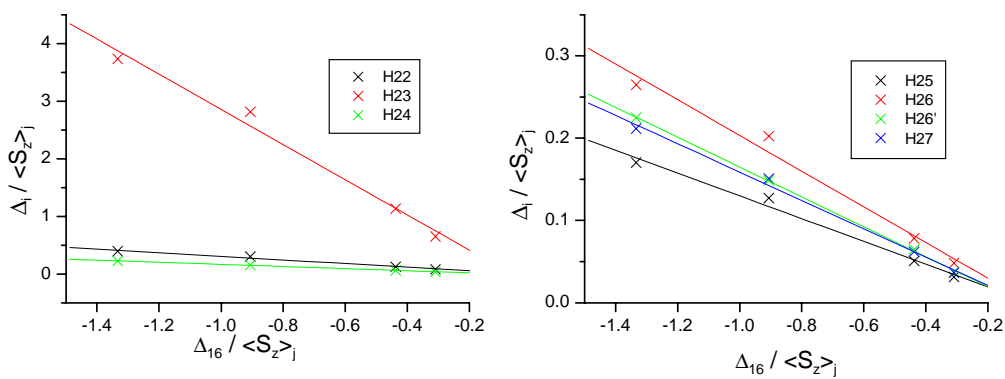 4
3
2
1
0
Δi / <Sz>j
H22
H23
H24
-1.4 -1.2 -1.0 -0.8 -0.6 -0.4 -0.2
Δ16 / <Sz>j
0.3
0.2
0.1
0.0
Δi / <Sz>j
H25
H26
H26'
H27
-1.4 -1.2 -1.0 -0.8 -0.6 -0.4 -0.2
Δ16 / <Sz>j